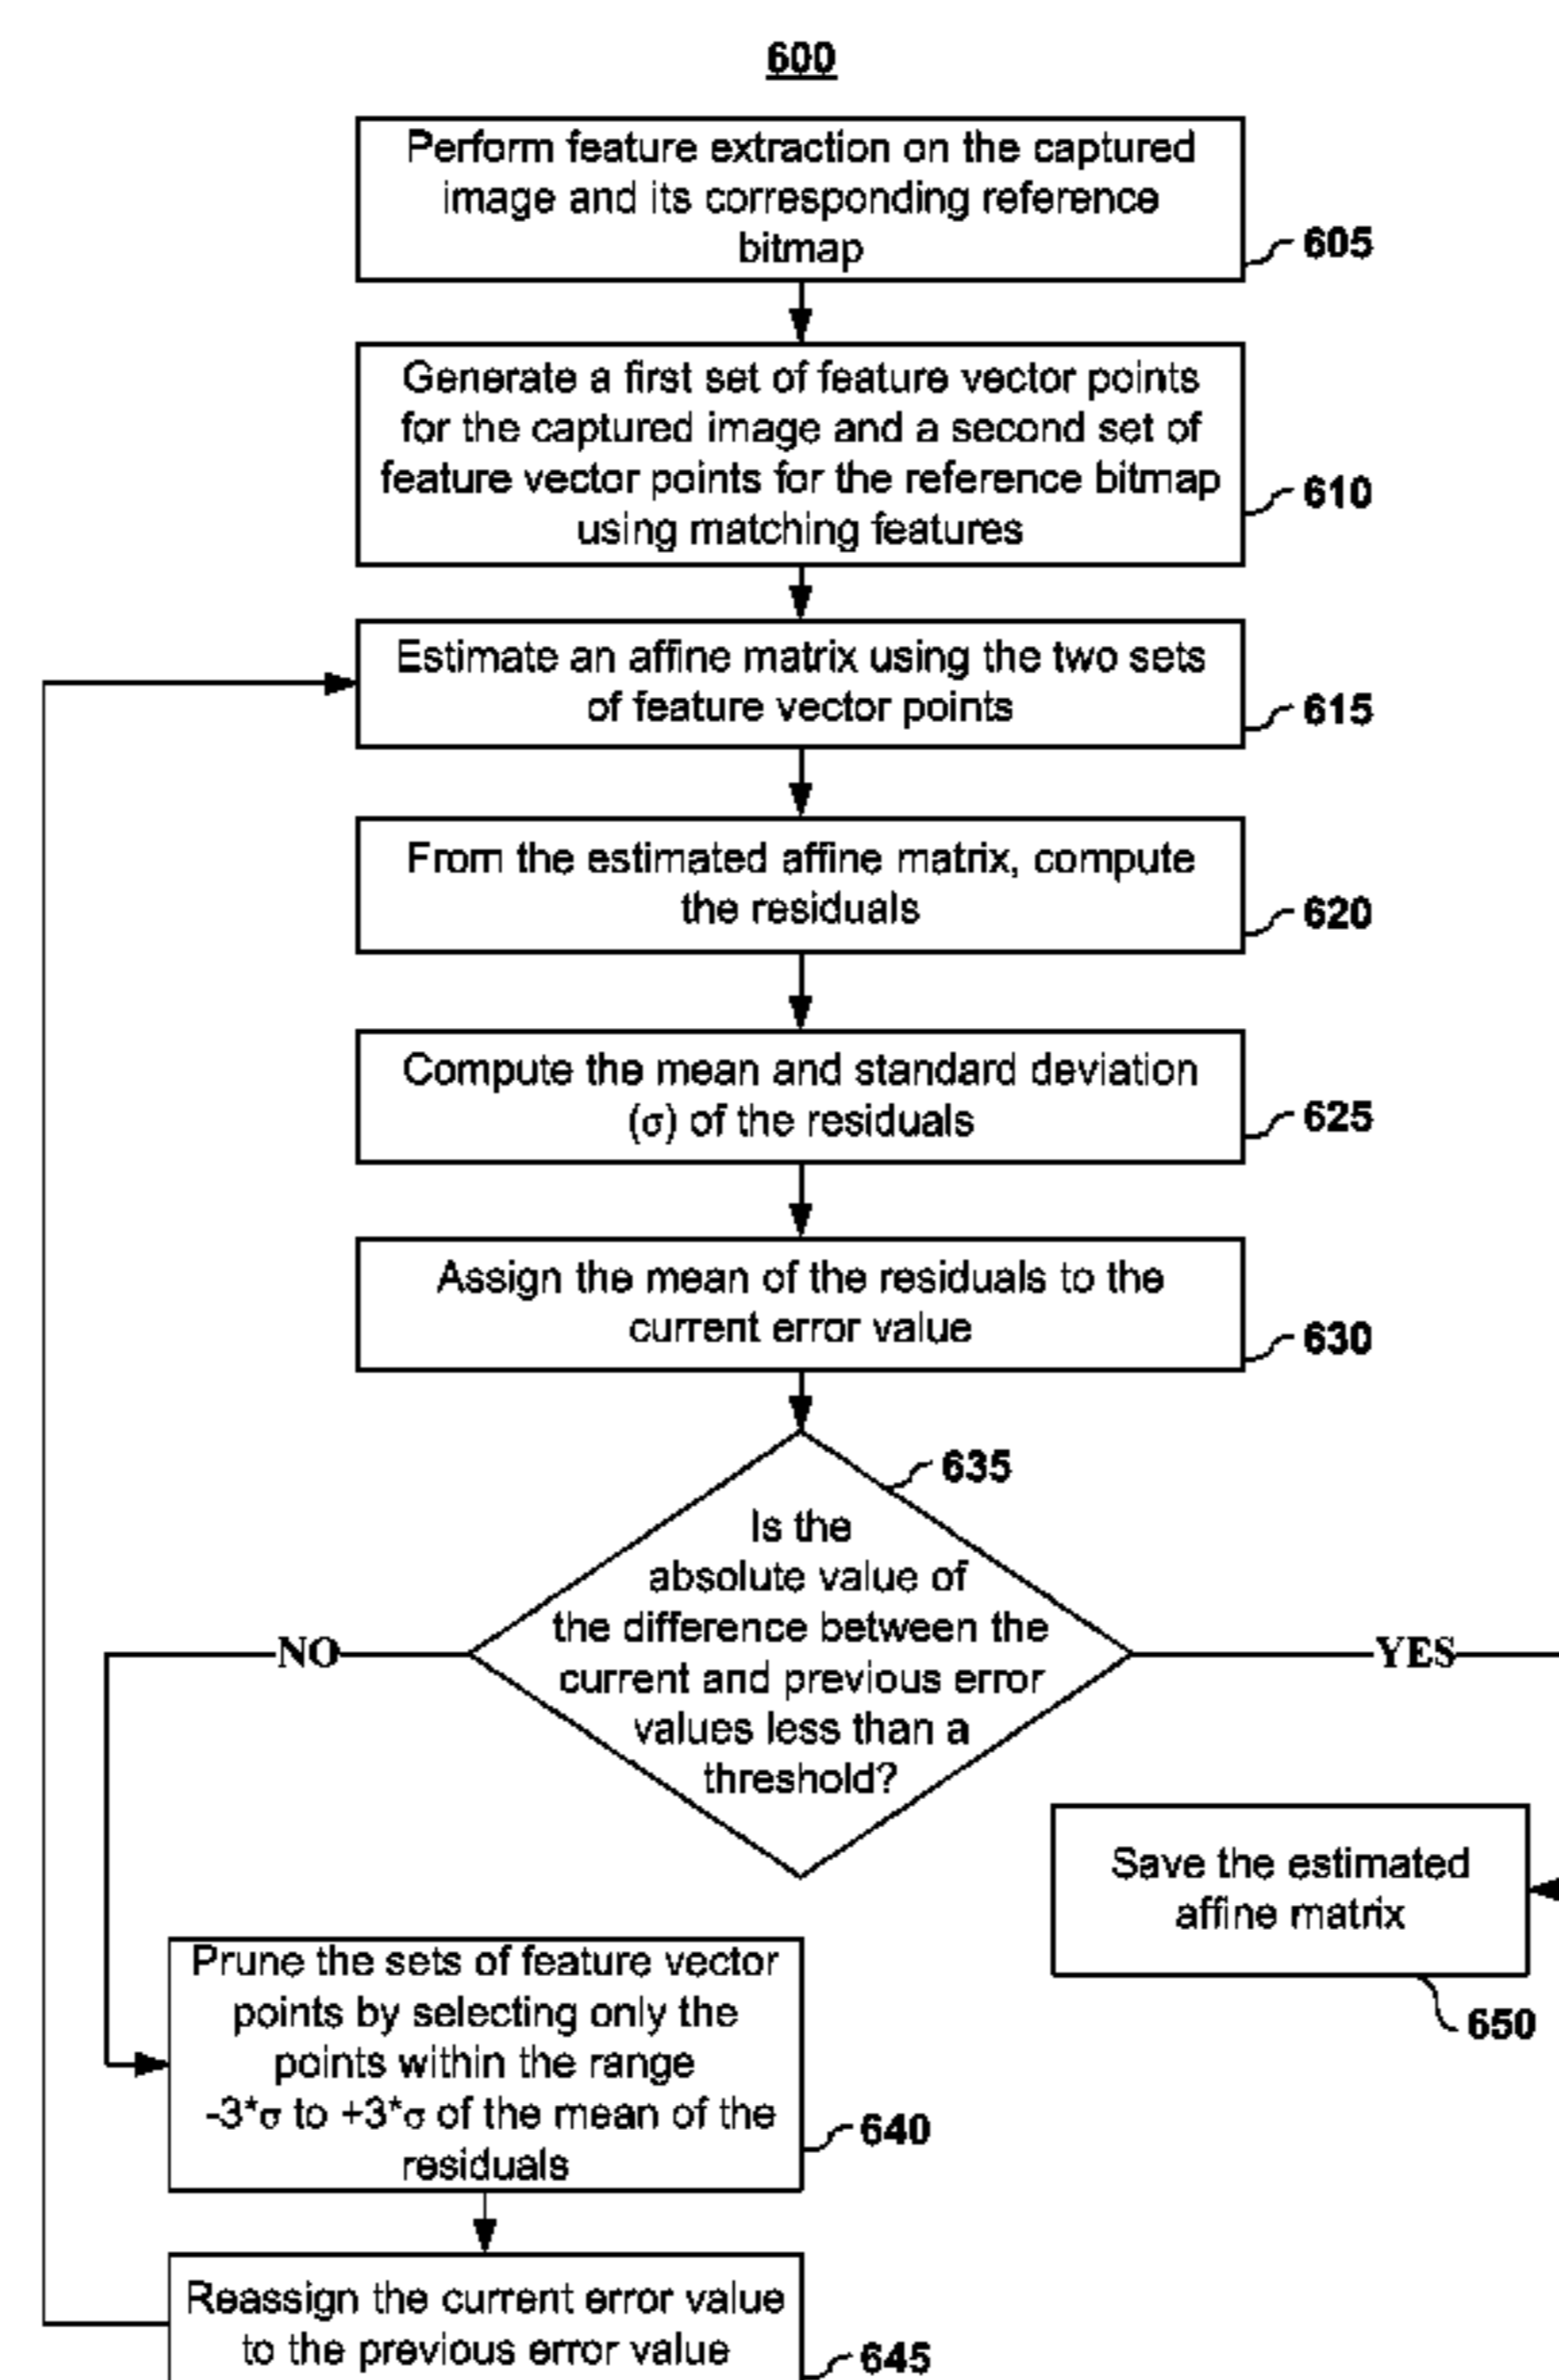 600
Perform feature extraction on the captured
image and its corresponding reference
bitmap
605
Generate a first set of feature vector points
for the captured image and a second set of
feature vector points for the reference bitmap
using matching features
610
Estimate an affine matrix using the two sets
of feature vector points
615
From the estimated affine matrix, compute
the residuals
620
Compute the mean and standard deviation
(σ) of the residuals
625
Assign the mean of the residuals to the
current error value
630
635
Is the
absolute value of
the difference between the
current and previous error
values less than a
threshold?
NO
YES
Save the estimated
affine matrix
650
Prune the sets of feature vector
points by selecting only the
points within the range
-3*σ to +3*σ of the mean of the
residuals
640
Reassign the current error value
to the previous error value
645